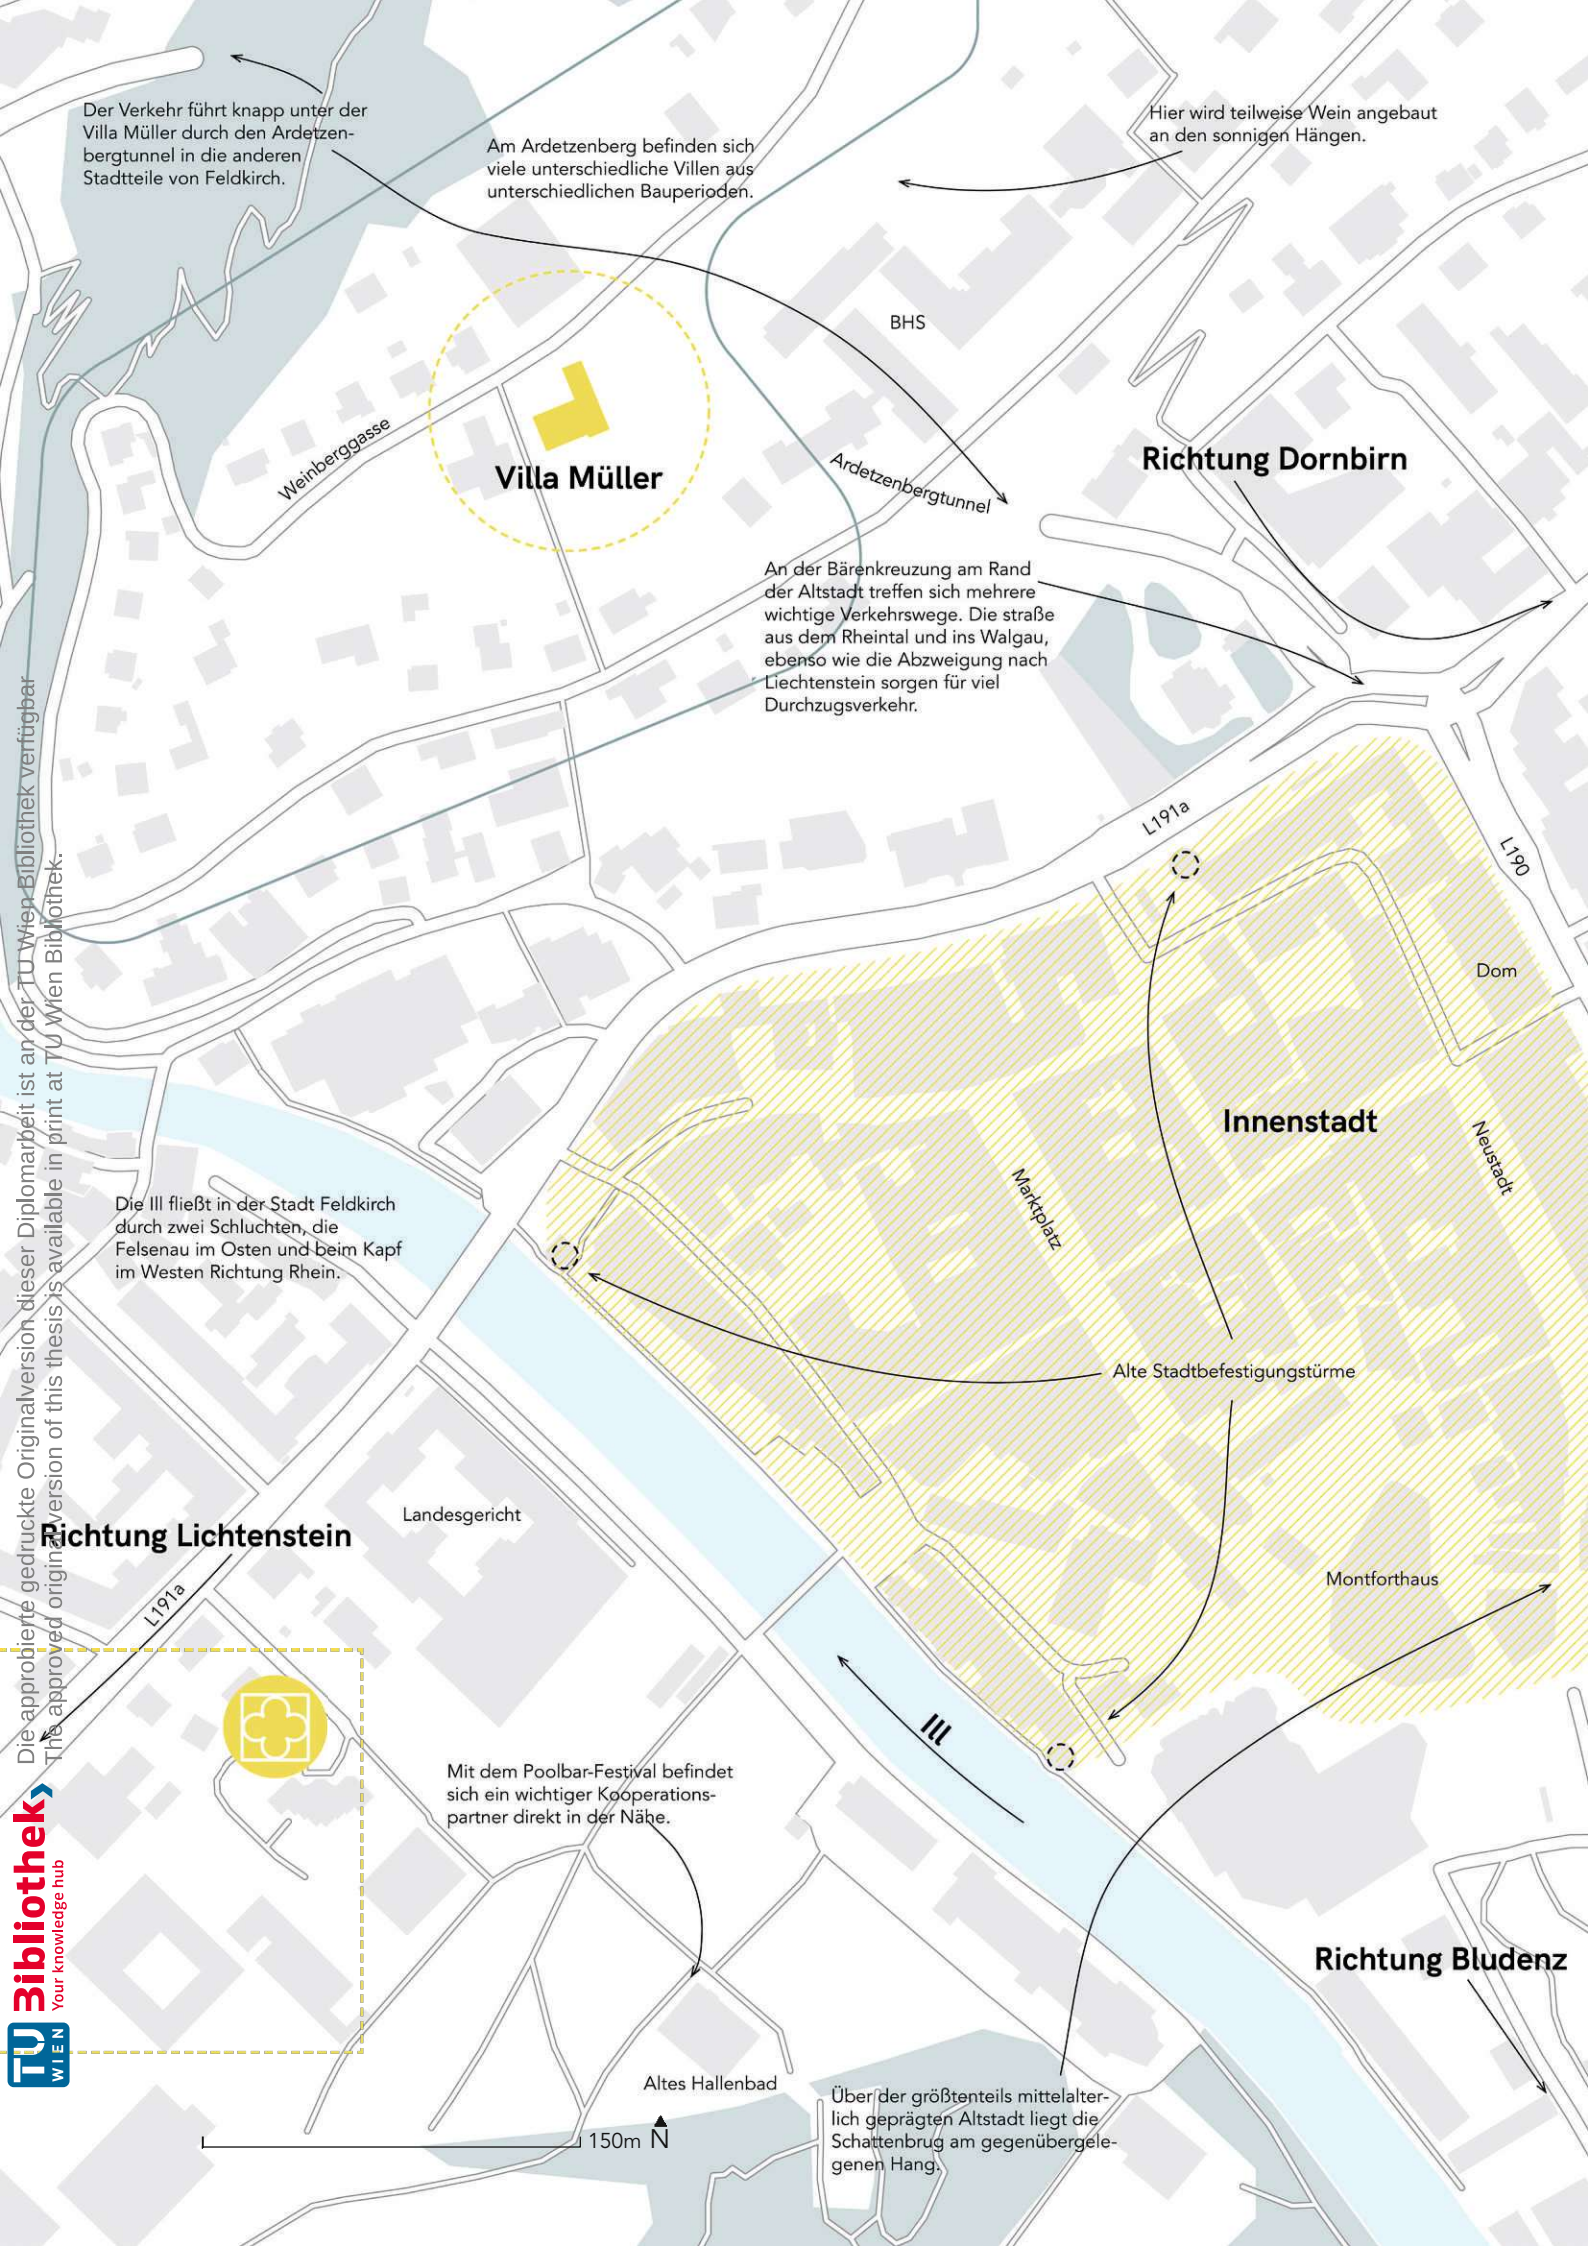 Der Verkehr führt knapp unter der
Villa Müller durch den Ardetzen-
bergtunnel in die anderen
Stadtteile von Feldkirch.
Am Ardetzenberg befinden sich
viele unterschiedliche Villen aus
unterschiedlichen Bauperioden.
Hier wird teilweise Wein angebaut
an den sonnigen Hängen.
BHS
Weinberggasse
Villa Müller
Ardetzenbergtunnel
Richtung Dornbirn
An der Bärenkreuzung am Rand
der Altstadt treffen sich mehrere
wichtige Verkehrswege. Die straße
aus dem Rheintal und ins Walgau,
ebenso wie die Abzweigung nach
Liechtenstein sorgen für viel
Durchzugsverkehr.
L191a
L190
Dom
Innenstadt
Neustadt
Marktplatz
Die Ill fließt in der Stadt Feldkirch
durch zwei Schluchten, die
Felsenau im Osten und beim Kapf
im Westen Richtung Rhein.
Alte Stadtbefestigungstürme
Landesgericht
Richtung Lichtenstein
L191a
Montforthaus
Ill
Mit dem Poolbar-Festival befindet
sich ein wichtiger Kooperations-
partner direkt in der Nähe.
Richtung Bludenz
Altes Hallenbad
Über der größtenteils mittelalter-
lich geprägten Altstadt liegt die
Schattenbrug am gegenübergele-
genen Hang.
150m N
Die approbierte gedruckte Originalversion dieser Diplomarbeit ist an der TU Wien Bibliothek verfügbar
The approved original version of this thesis is available in print at TU Wien Bibliothek.
TU WIEN Bibliothek
Your knowledge hub